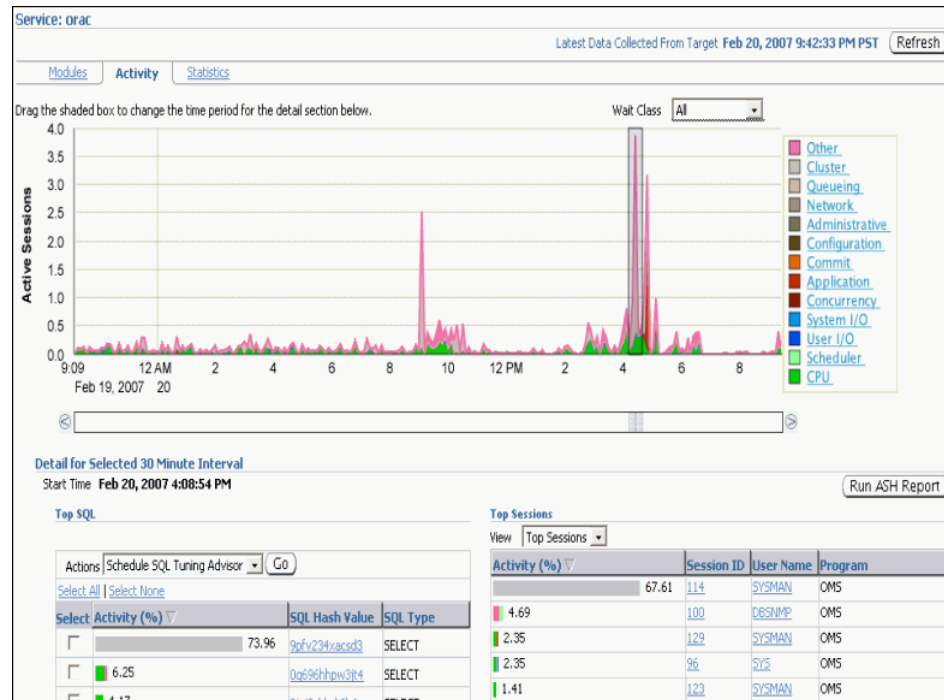 Service: orac
Latest Data Collected From Target Feb 20, 2007 9:42:33 PM PST Refresh
Modules Activity Statistics
Drag the shaded box to change the time period for the detail section below.
Wait Class All
Active Sessions
4.0
3.5
3.0
2.5
2.0
1.5
1.0
0.5
0.0
9:09 12 AM 2 4 6 8 10 12 PM 2 4 6 8
Feb 19, 2007 20
Other
Cluster
Queueing
Network
Administrative
Configuration
Commit
Application
Concurrency
System I/O
User I/O
Scheduler
CPU
Detail for Selected 30 Minute Interval
Start Time Feb 20, 2007 4:08:54 PM
Run ASH Report
Top SQL
Actions Schedule SQL Tuning Advisor Go
Select All | Select None
Select Activity (%) SQL Hash Value SQL Type
73.96 9pfv234xacsd3 SELECT
6.25 0q696hhpw3jt4 SELECT
Top Sessions
View Top Sessions
Activity (%) Session ID User Name Program
67.61 114 SYSMAN OMS
4.69 100 DBSNMP OMS
2.35 129 SYSMAN OMS
2.35 96 SYS OMS
1.41 123 SYSMAN OMS